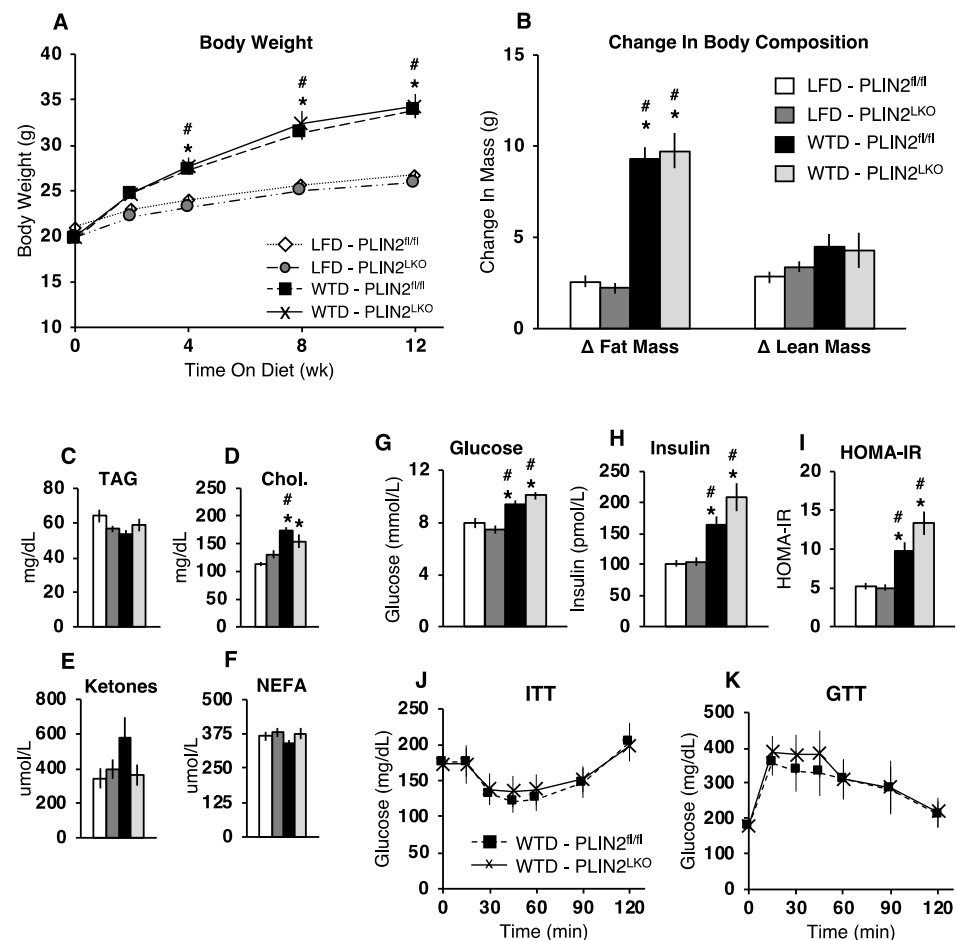 A
Body Weight
40
35
30
25
20
15
10
Body Weight (g)
#
*
#
*
#
*
LFD - PLIN2fl/fl
LFD - PLIN2LKO
WTD - PLIN2fl/fl
WTD - PLIN2LKO
0
4
8
12
Time On Diet (wk)
B
Change In Body Composition
15
10
5
0
Change In Mass (g)
#
*
#
*
LFD - PLIN2fl/fl
LFD - PLIN2LKO
WTD - PLIN2fl/fl
WTD - PLIN2LKO
Δ Fat Mass
Δ Lean Mass
C
TAG
80
60
40
20
0
mg/dL
D
Chol.
250
200
150
100
50
0
mg/dL
#
*
*
G
Glucose
12
8
4
0
Glucose (mmol/L)
#
*
#
*
H
Insulin
250
200
150
100
50
0
Insulin (pmol/L)
#
*
#
*
I
HOMA-IR
20
15
10
5
0
HOMA-IR
#
*
#
*
E
Ketones
800
600
400
200
0
umol/L
F
NEFA
500
375
250
125
0
umol/L
J
ITT
250
200
150
100
50
0
Glucose (mg/dL)
WTD - PLIN2fl/fl
WTD - PLIN2LKO
0
30
60
90
120
Time (min)
K
GTT
500
400
300
200
100
0
Glucose (mg/dL)
0
30
60
90
120
Time (min)